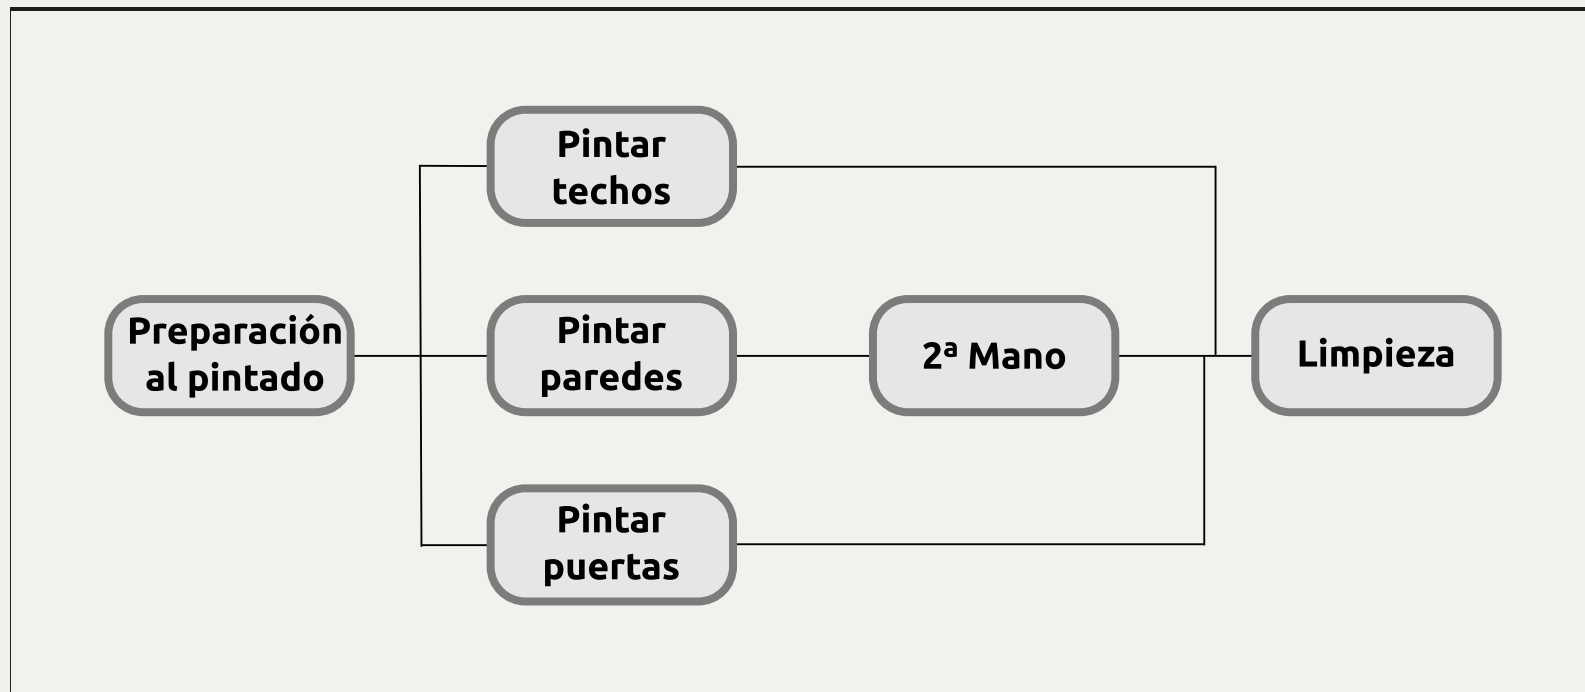 Pintar
techos
Preparación
al pintado
Pintar
paredes
2ª Mano
Limpieza
Pintar
puertas